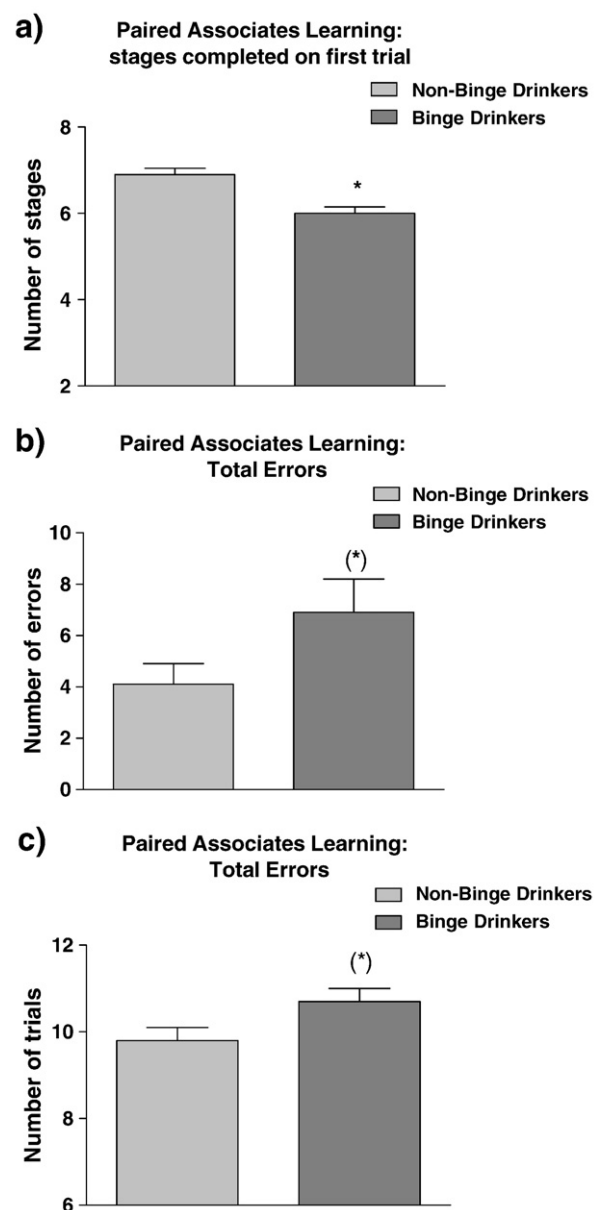 a)
Paired Associates Learning:
stages completed on first trial
Non-Binge Drinkers
Binge Drinkers
Number of stages
8
6
4
2
*
b)
Paired Associates Learning:
Total Errors
Non-Binge Drinkers
Binge Drinkers
Number of errors
10
8
6
4
2
0
(*)
c)
Paired Associates Learning:
Total Errors
Non-Binge Drinkers
Binge Drinkers
Number of trials
12
10
8
6
(*)